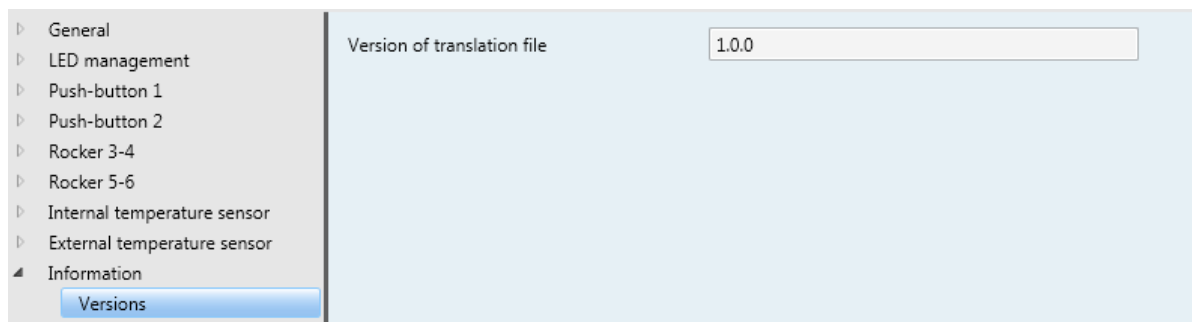 General
LED management
Push-button 1
Push-button 2
Rocker 3-4
Rocker 5-6
Internal temperature sensor
External temperature sensor
Information
Versions
Version of translation file
1.0.0